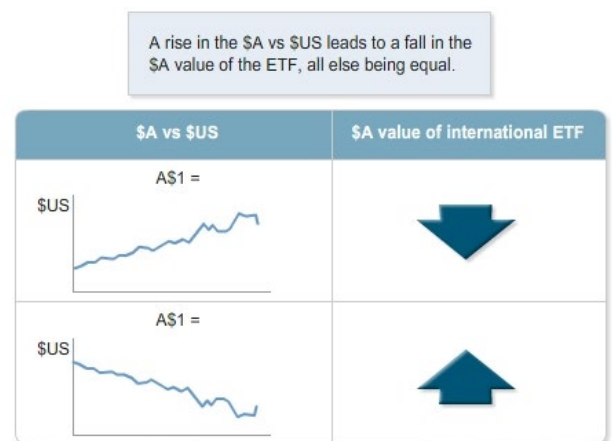 A rise in the $A vs $US leads to a fall in the
$A value of the ETF, all else being equal.
$A vs $US
$A value of international ETF
A$1 =
$US
A$1 =
$US